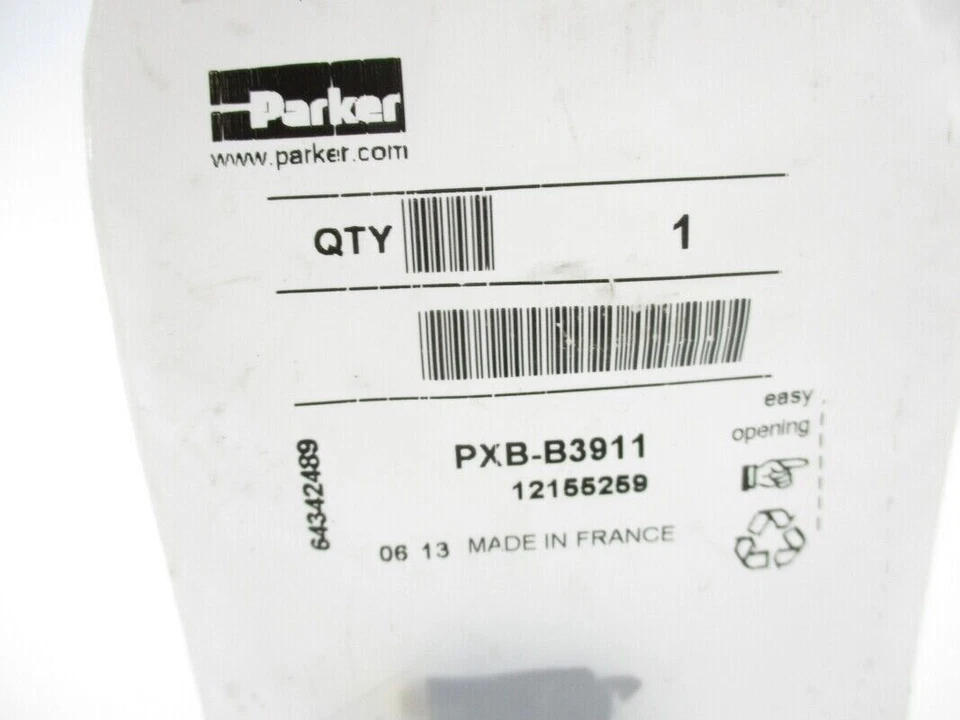 Parker
www.parker.com
QTY 1
easy
opening
PXB-B3911
12155259
64342489
06 13 MADE IN FRANCE